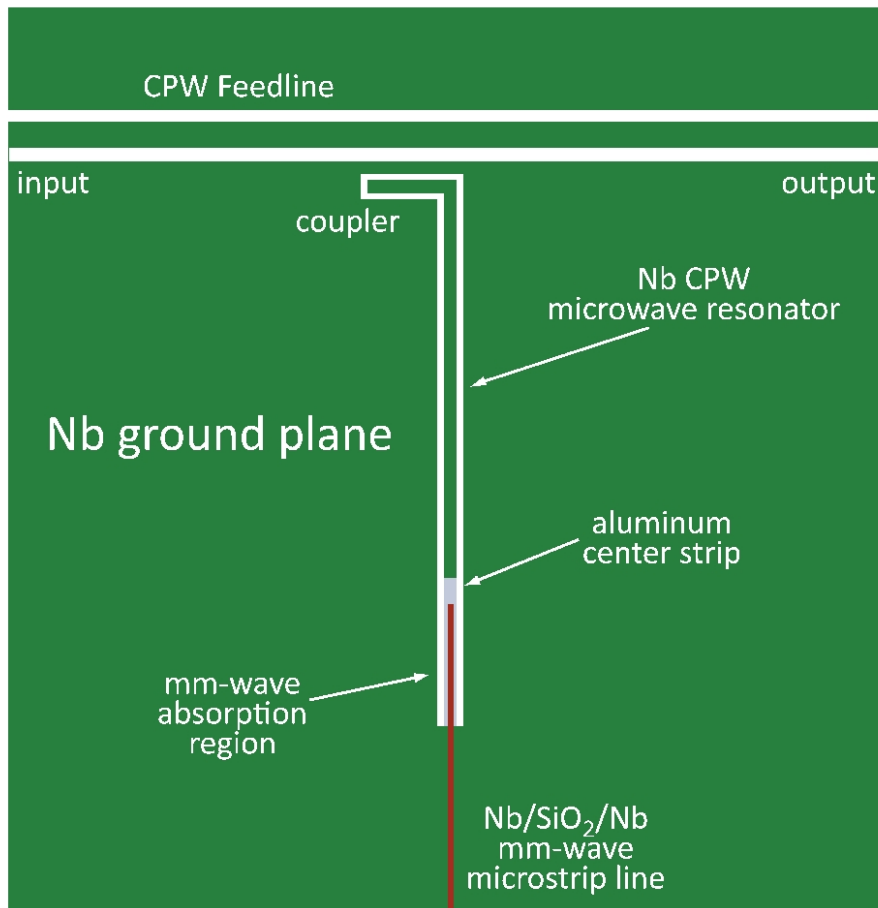 CPW Feedline
input
output
coupler
Nb CPW
microwave resonator
Nb ground plane
aluminum
center strip
mm-wave
absorption
region
Nb/SiO₂/Nb
mm-wave
microstrip line